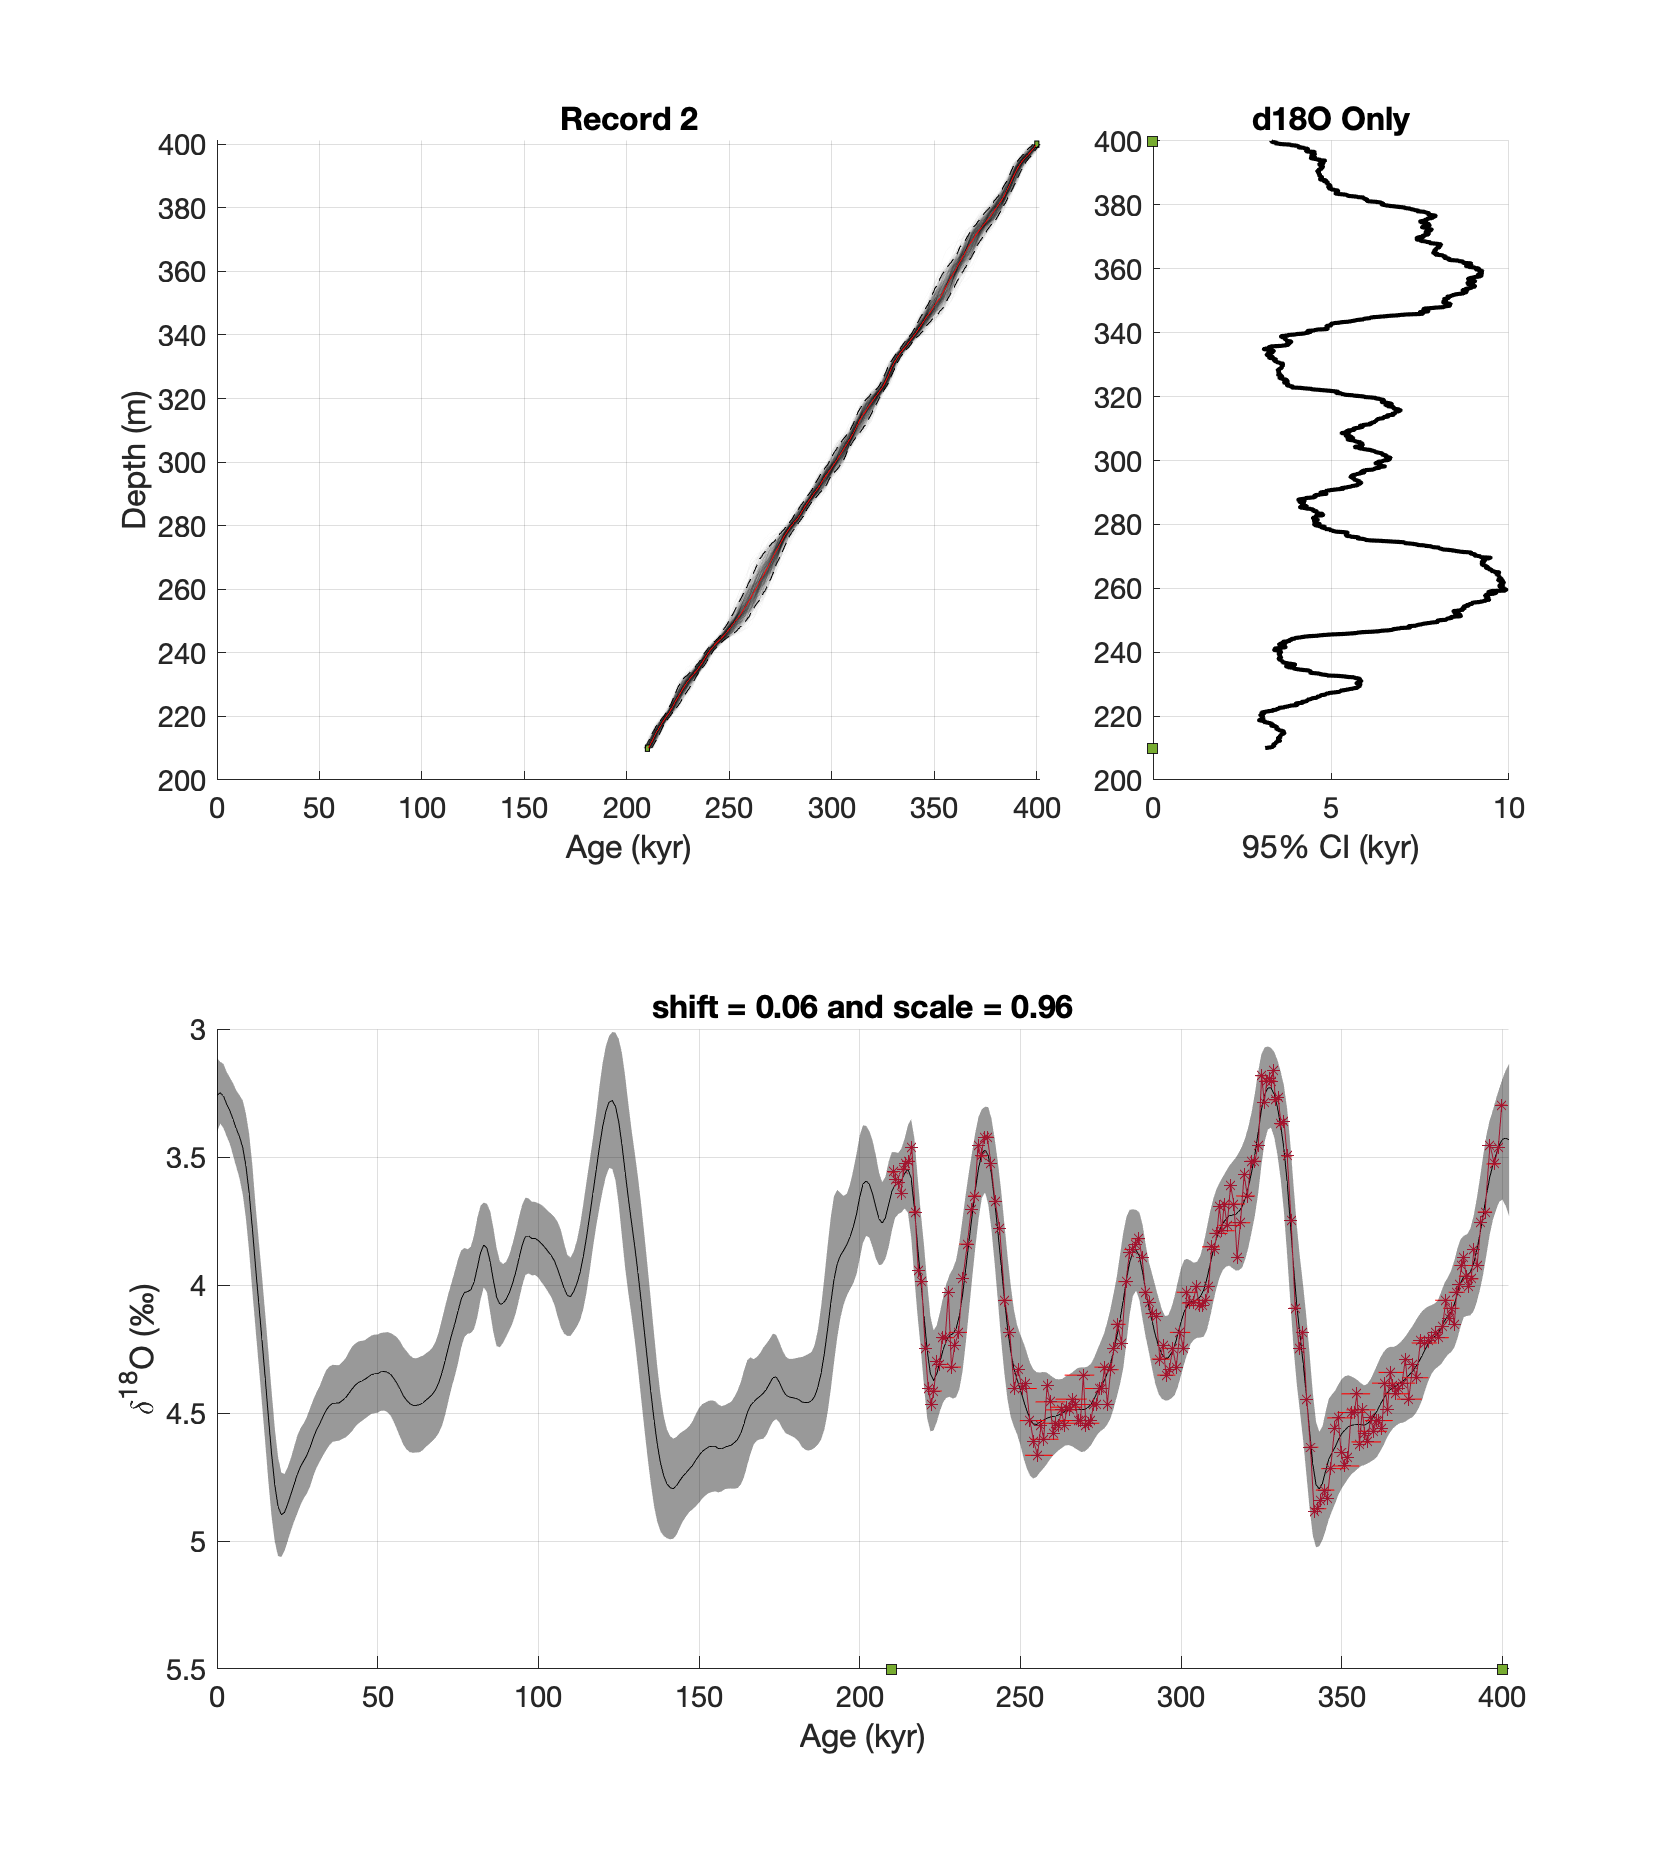 Record 2
d18O Only
400
380
360
340
320
300
280
260
240
220
200
Depth (m)
0 50 100 150 200 250 300 350 400
Age (kyr)
400
380
360
340
320
300
280
260
240
220
200
0 5 10
95% CI (kyr)
shift = 0.06 and scale = 0.96
3
3.5
4
4.5
5
5.5
δ18O (‰)
0 50 100 150 200 250 300 350 400
Age (kyr)